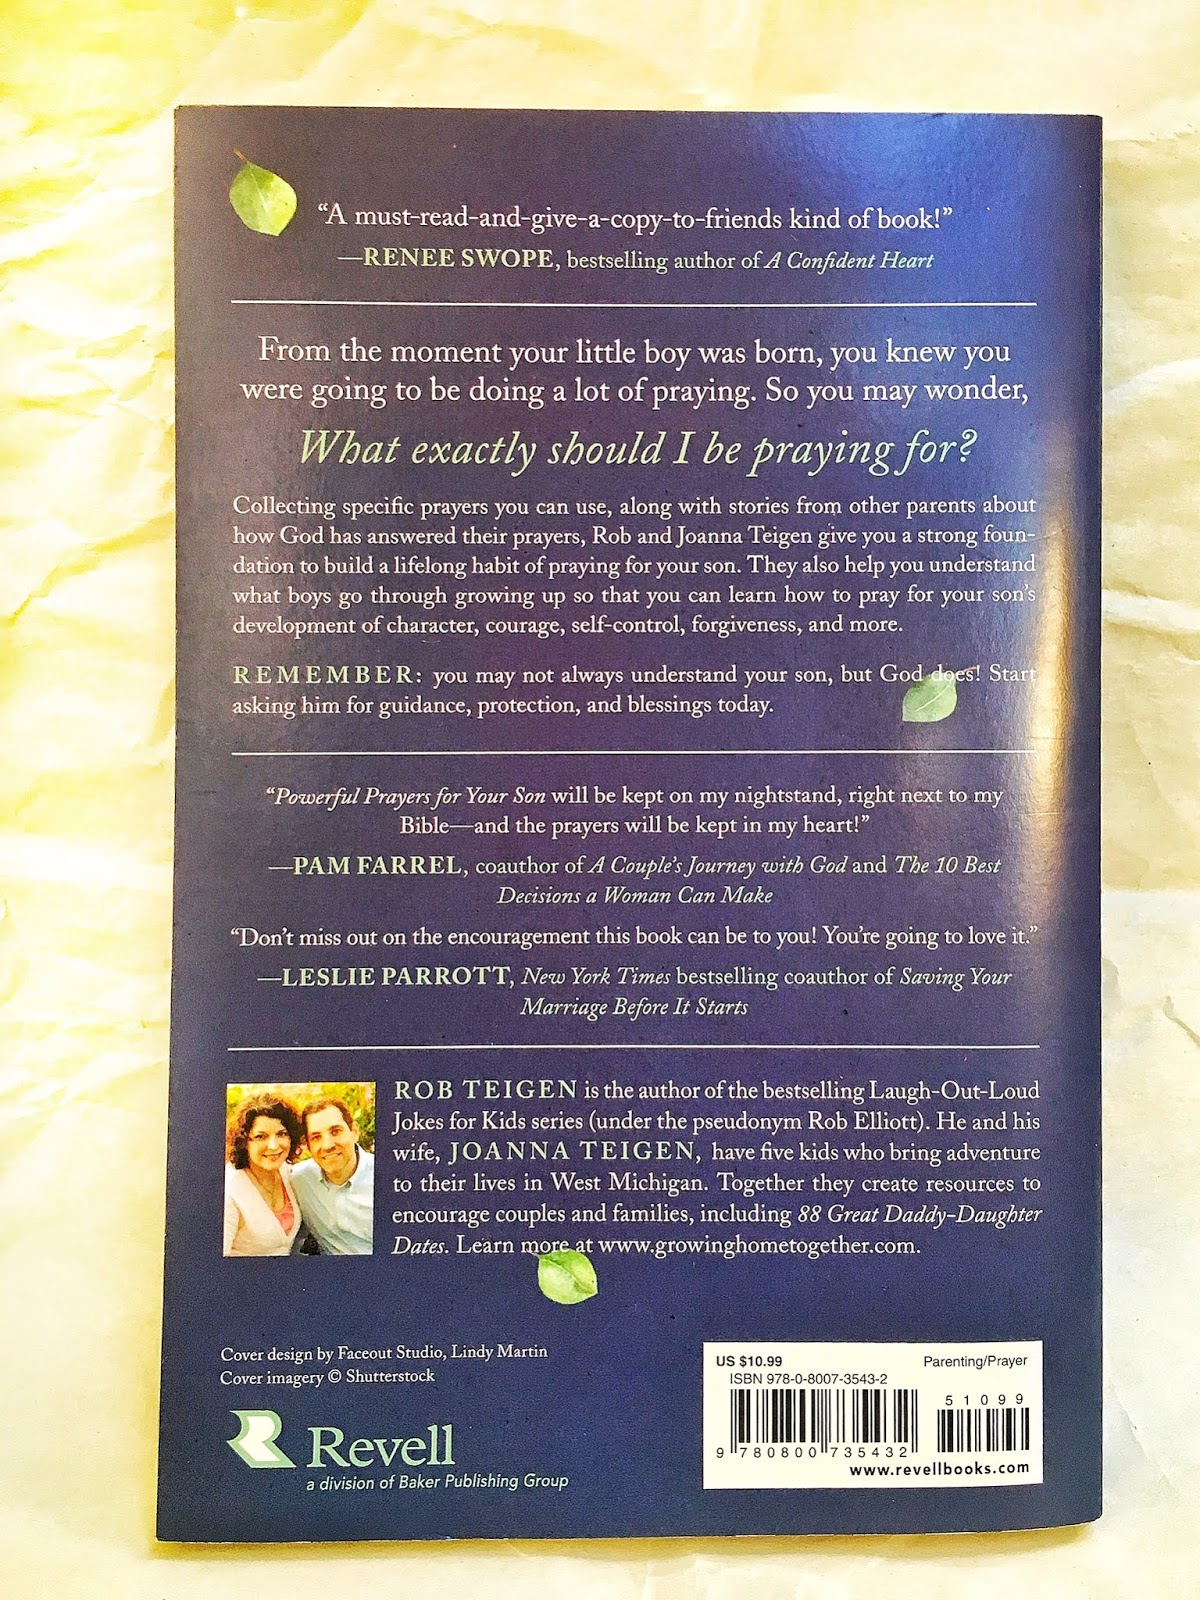 “A must-read-and-give-a-copy-to-friends kind of book!”
—RENEE SWOPE, bestselling author of A Confident Heart
From the moment your little boy was born, you knew you
were going to be doing a lot of praying. So you may wonder,
What exactly should I be praying for?
Collecting specific prayers you can use, along with stories from other parents about
how God has answered their prayers, Rob and Joanna Teigen give you a strong foun-
dation to build a lifelong habit of praying for your son. They also help you understand
what boys go through growing up so that you can learn how to pray for your son's
development of character, courage, self-control, forgiveness, and more.
REMEMBER: you may not always understand your son, but God does! Start
asking him for guidance, protection, and blessings today.
“Powerful Prayers for Your Son will be kept on my nightstand, right next to my
Bible—and the prayers will be kept in my heart!”
—PAM FARREL, coauthor of A Couple's Journey with God and The 10 Best
Decisions a Woman Can Make
“Don't miss out on the encouragement this book can be to you! You're going to love it.”
—LESLIE PARROTT, New York Times bestselling coauthor of Saving Your
Marriage Before It Starts
ROB TEIGEN is the author of the bestselling Laugh-Out-Loud
Jokes for Kids series (under the pseudonym Rob Elliott). He and his
wife, JOANNA TEIGEN, have five kids who bring adventure
to their lives in West Michigan. Together they create resources to
encourage couples and families, including 88 Great Daddy-Daughter
Dates. Learn more at www.growinghometogether.com.
Cover design by Faceout Studio, Lindy Martin
Cover imagery © Shutterstock
Revell
a division of Baker Publishing Group
US $10.99 Parenting/Prayer
ISBN 978-0-8007-3543-2
51099
9 780800 735432
www.revellbooks.com